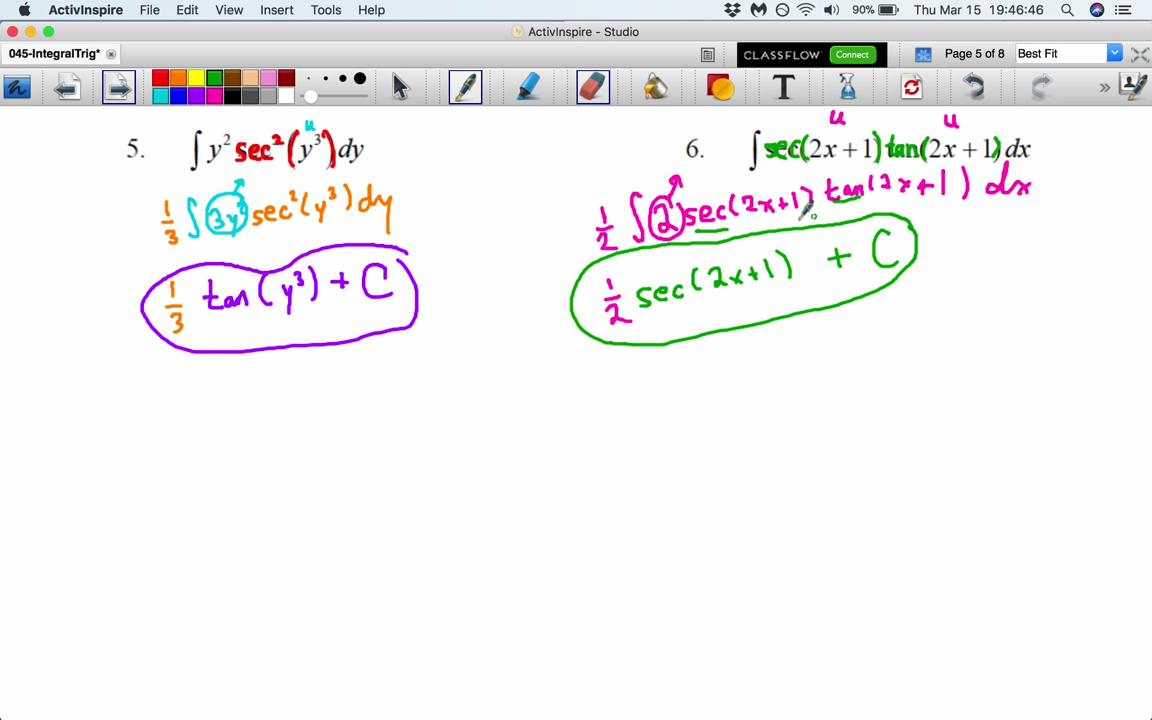 ActivInspire File Edit View Insert Tools Help 90% Thu Mar 15 19:46:46
ActivInspire - Studio
045-IntegralTrig* CLASSFLOW Connect Page 5 of 8 Best Fit
T »
u
5. ∫ y² sec² (y³) dy
1/3 ∫ 3y² sec² (y³) dy
1/3 tan (y³) + C
u u
6. ∫ sec(2x + 1) tan(2x + 1) dx
1/2 ∫ 2 sec(2x+1) tan(2x+1) dx
1/2 sec(2x+1) + C